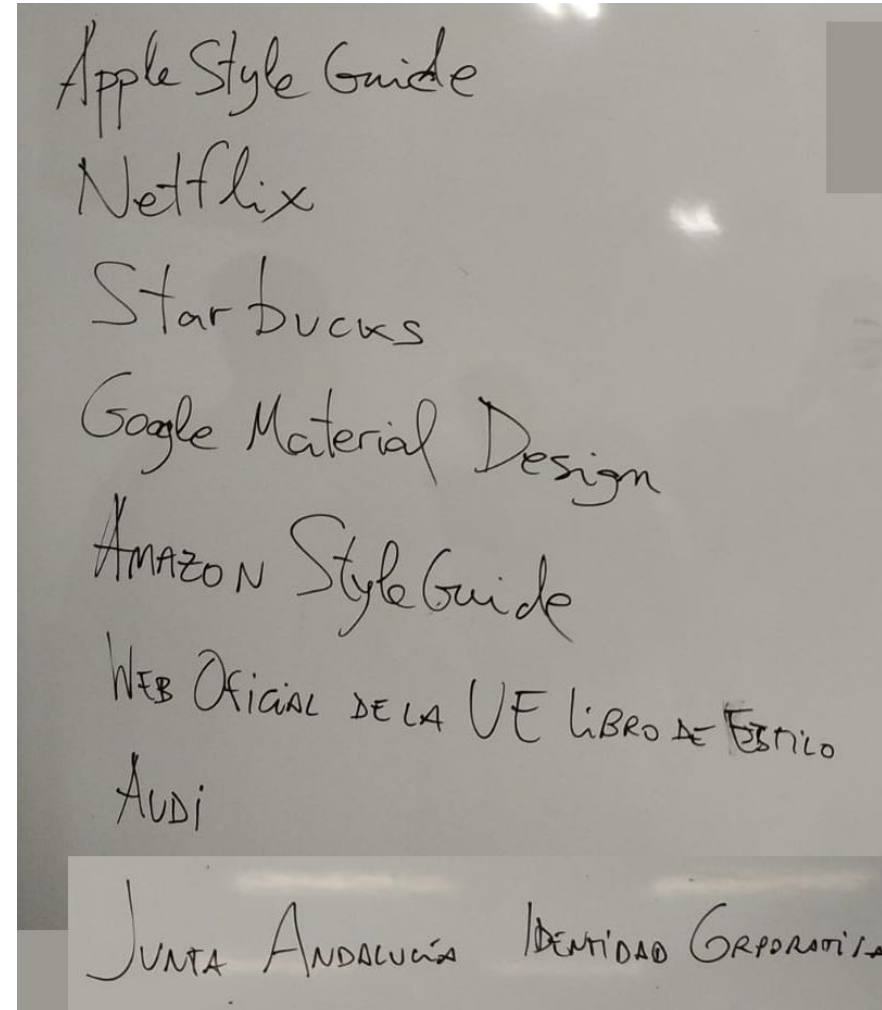 Apple Style Guide
Netflix
Starbucks
Google Material Design
AMAZON Style Guide
WEB OFICIAL DE LA UE LIBRO DE ESTILO
AUDI
JUNTA ANDALUCÍA IDENTIDAD CORPORATIVA